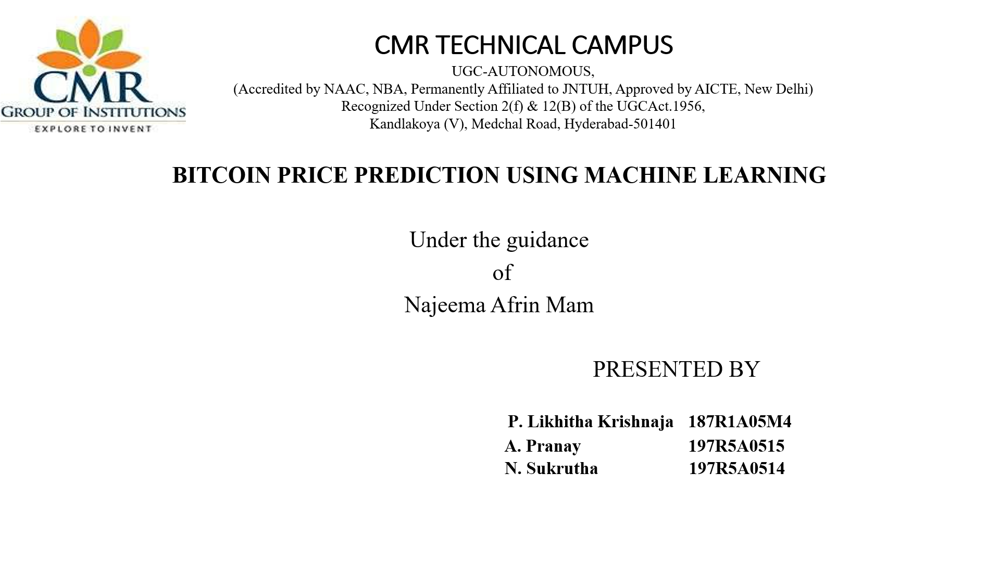 CMR
GROUP OF INSTITUTIONS
EXPLORE TO INVENT
CMR TECHNICAL CAMPUS
UGC-AUTONOMOUS,
(Accredited by NAAC, NBA, Permanently Affiliated to JNTUH, Approved by AICTE, New Delhi)
Recognized Under Section 2(f) & 12(B) of the UGCAct.1956,
Kandlakoya (V), Medchal Road, Hyderabad-501401
BITCOIN PRICE PREDICTION USING MACHINE LEARNING
Under the guidance
of
Najeema Afrin Mam
PRESENTED BY
P. Likhitha Krishnaja 187R1A05M4
A. Pranay 197R5A0515
N. Sukrutha 197R5A0514